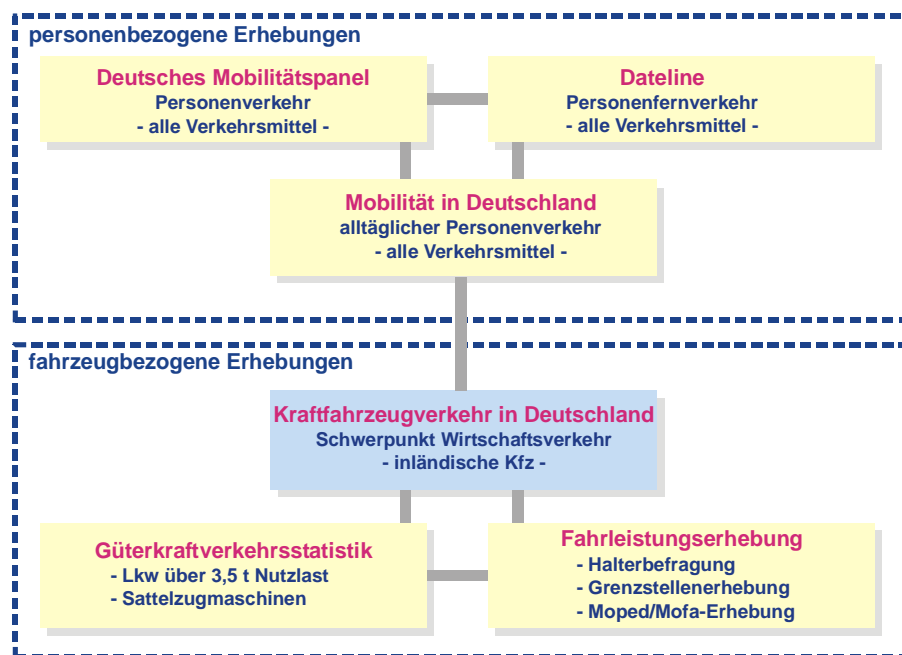 personenbezogene Erhebungen
Deutsches Mobilitätspanel
Personenverkehr
- alle Verkehrsmittel -
Dateline
Personenfernverkehr
- alle Verkehrsmittel -
Mobilität in Deutschland
alltäglicher Personenverkehr
- alle Verkehrsmittel -
fahrzeugbezogene Erhebungen
Kraftfahrzeugverkehr in Deutschland
Schwerpunkt Wirtschaftsverkehr
- inländische Kfz -
Güterkraftverkehrsstatistik
- Lkw über 3,5 t Nutzlast
- Sattelzugmaschinen
Fahrleistungserhebung
- Halterbefragung
- Grenzstellenerhebung
- Moped/Mofa-Erhebung